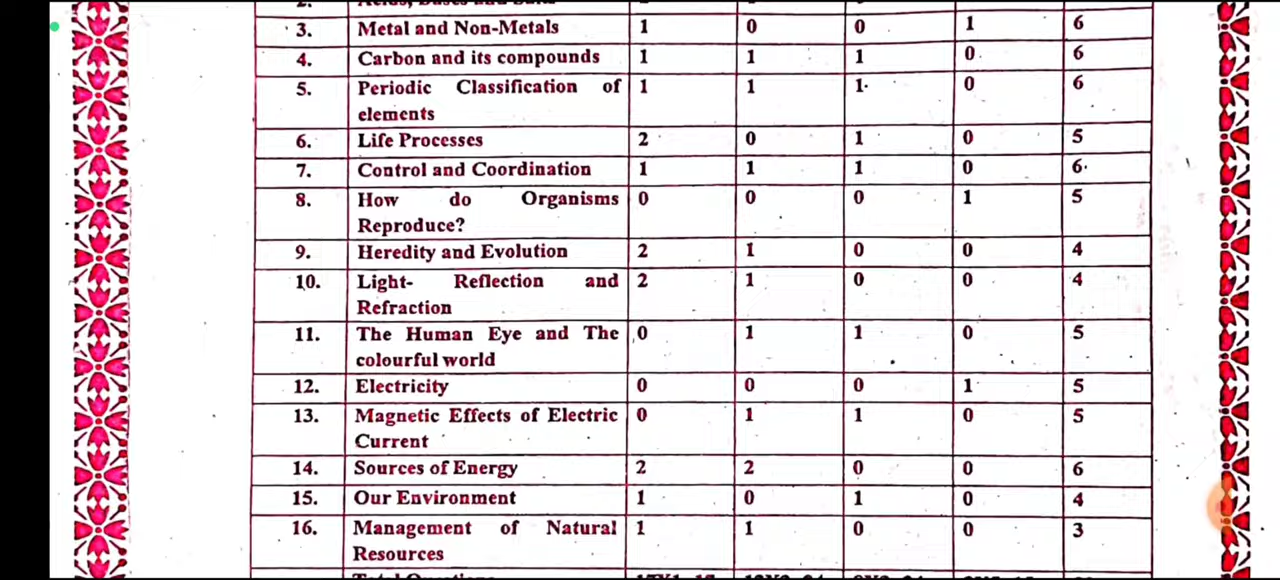 3. Metal and Non-Metals 1 0 0 1 6
4. Carbon and its compounds 1 1 1 0 6
5. Periodic Classification of 1 1 1 0 6
elements
6. Life Processes 2 0 1 0 5
7. Control and Coordination 1 1 1 0 6
8. How do Organisms 0 0 0 1 5
Reproduce?
9. Heredity and Evolution 2 1 0 0 4
10. Light- Reflection and 2 1 0 0 4
Refraction
11. The Human Eye and The 0 1 1 0 5
colourful world
12. Electricity 0 0 0 1 5
13. Magnetic Effects of Electric 0 1 1 0 5
Current
14. Sources of Energy 2 2 0 0 6
15. Our Environment 1 0 1 0 4
16. Management of Natural 1 1 0 0 3
Resources